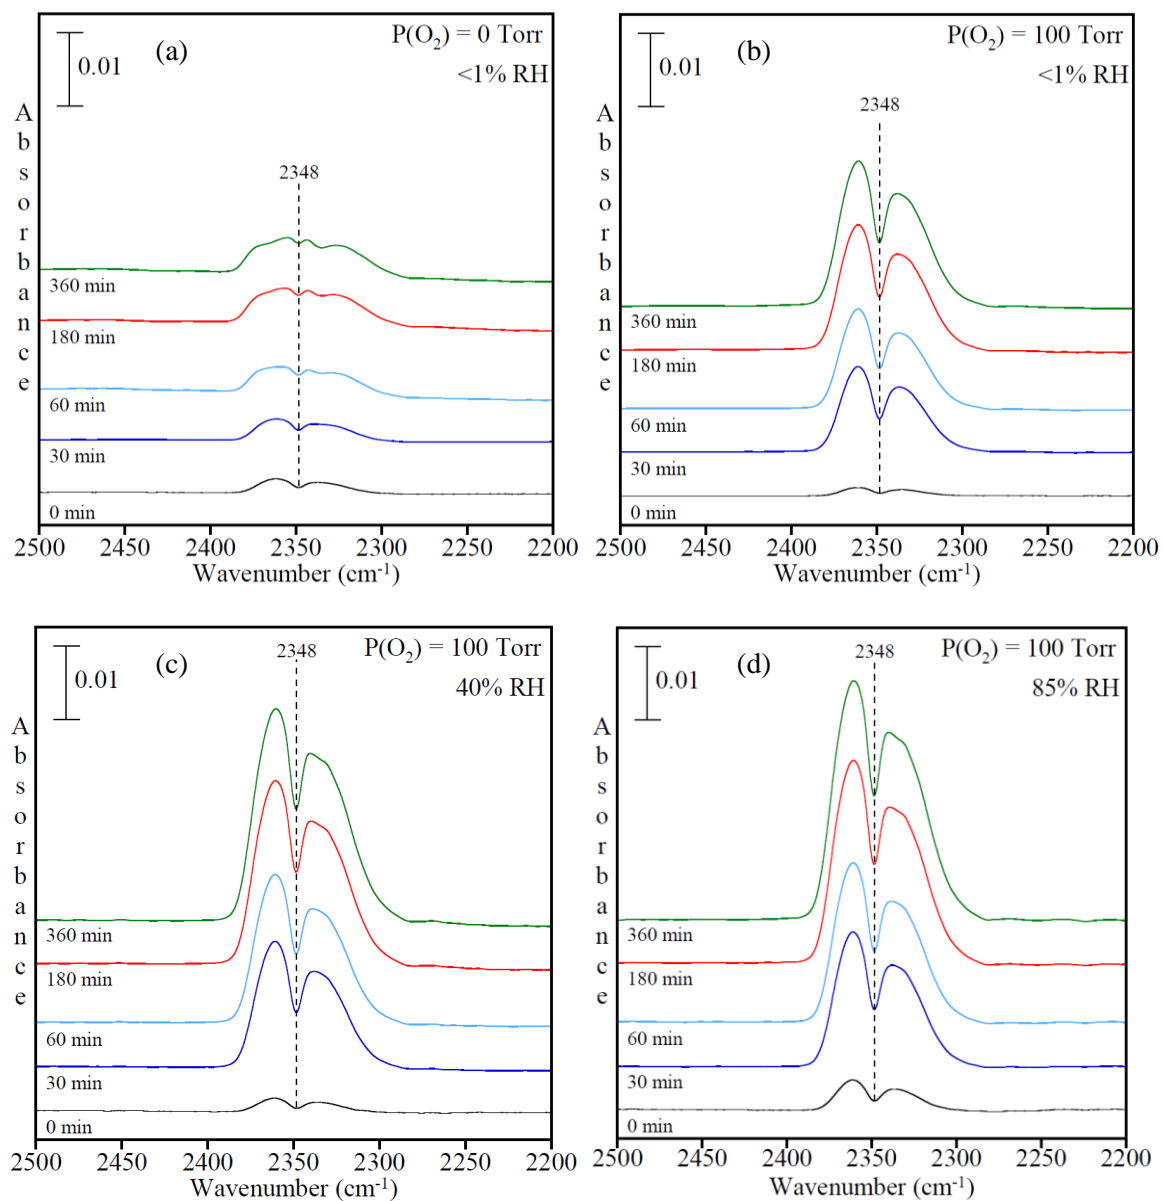 (a)
P(O₂) = 0 Torr
<1% RH
0.01
Absorbance
2348
360 min
180 min
60 min
30 min
0 min
2500 2450 2400 2350 2300 2250 2200
Wavenumber (cm⁻¹)
(b)
P(O₂) = 100 Torr
<1% RH
0.01
Absorbance
2348
360 min
180 min
60 min
30 min
0 min
2500 2450 2400 2350 2300 2250 2200
Wavenumber (cm⁻¹)
(c)
2348
P(O₂) = 100 Torr
40% RH
0.01
Absorbance
360 min
180 min
60 min
30 min
0 min
2500 2450 2400 2350 2300 2250 2200
Wavenumber (cm⁻¹)
(d)
2348
P(O₂) = 100 Torr
85% RH
0.01
Absorbance
360 min
180 min
60 min
30 min
0 min
2500 2450 2400 2350 2300 2250 2200
Wavenumber (cm⁻¹)